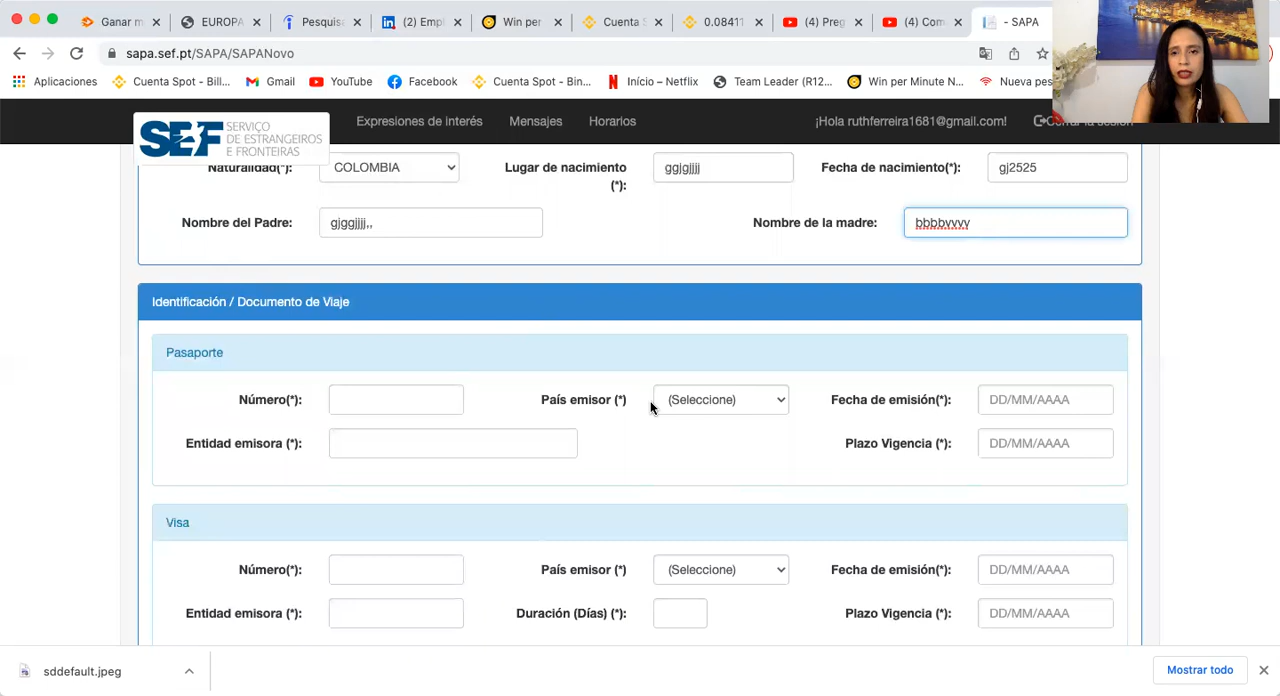 Ganar m
EUROPA
Pesquis
(2) Emp
Win per
Cuenta S
0.08411
(4) Preg
(4) Com
- SAPA
sapa.sef.pt/SAPA/SAPANovo
Aplicaciones
Cuenta Spot - Bill...
Gmail
YouTube
Facebook
Cuenta Spot - Bin...
Início – Netflix
Team Leader (R12...
Win per Minute N...
Nueva pes
SEF SERVIÇO
DE ESTRANGEIROS
E FRONTEIRAS
Expresiones de interés
Mensajes
Horarios
¡Hola ruthferreira1681@gmail.com!
Cerrar la sesión
Naturalidad(*):
COLOMBIA
Lugar de nacimiento
(*):
ggjgjjjj
Fecha de nacimiento(*):
gj2525
Nombre del Padre:
gjggjjjj,,
Nombre de la madre:
bbbbvvvy
Identificación / Documento de Viaje
Pasaporte
Número(*):
País emisor (*)
(Seleccione)
Fecha de emisión(*):
DD/MM/AAAA
Entidad emisora (*):
Plazo Vigencia (*):
DD/MM/AAAA
Visa
Número(*):
País emisor (*)
(Seleccione)
Fecha de emisión(*):
DD/MM/AAAA
Entidad emisora (*):
Duración (Días) (*):
Plazo Vigencia (*):
DD/MM/AAAA
sddefault.jpeg
Mostrar todo